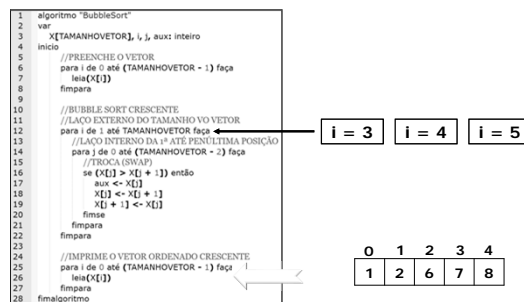 1 algoritmo "BubbleSort"
2 var
3 X[TAMANHOVETOR], i, j, aux: inteiro
4 inicio
5 //PREENCHE O VETOR
6 para i de 0 até (TAMANHOVETOR - 1) faça
7 leia(X[i])
8 fimpara
9
10 //BUBBLE SORT CRESCENTE
11 //LAÇO EXTERNO DO TAMANHO VO VETOR
12 para i de 1 até TAMANHOVETOR faça
13 //LAÇO INTERNO DA 1ª ATÉ PENÚLTIMA POSIÇÃO
14 para j de 0 até (TAMANHOVETOR - 2) faça
15 //TROCA (SWAP)
16 se (X[j] > X[j + 1]) então
17 aux <- X[j]
18 X[j] <- X[j + 1]
19 X[j + 1] <- X[j]
20 fimse
21 fimpara
22 fimpara
23
24 //IMPRIME O VETOR ORDENADO CRESCENTE
25 para i de 0 até (TAMANHOVETOR - 1) faça
26 leia(X[i])
27 fimpara
28 fimalgoritmo
i = 3 i = 4 i = 5
0 1 2 3 4
1 2 6 7 8